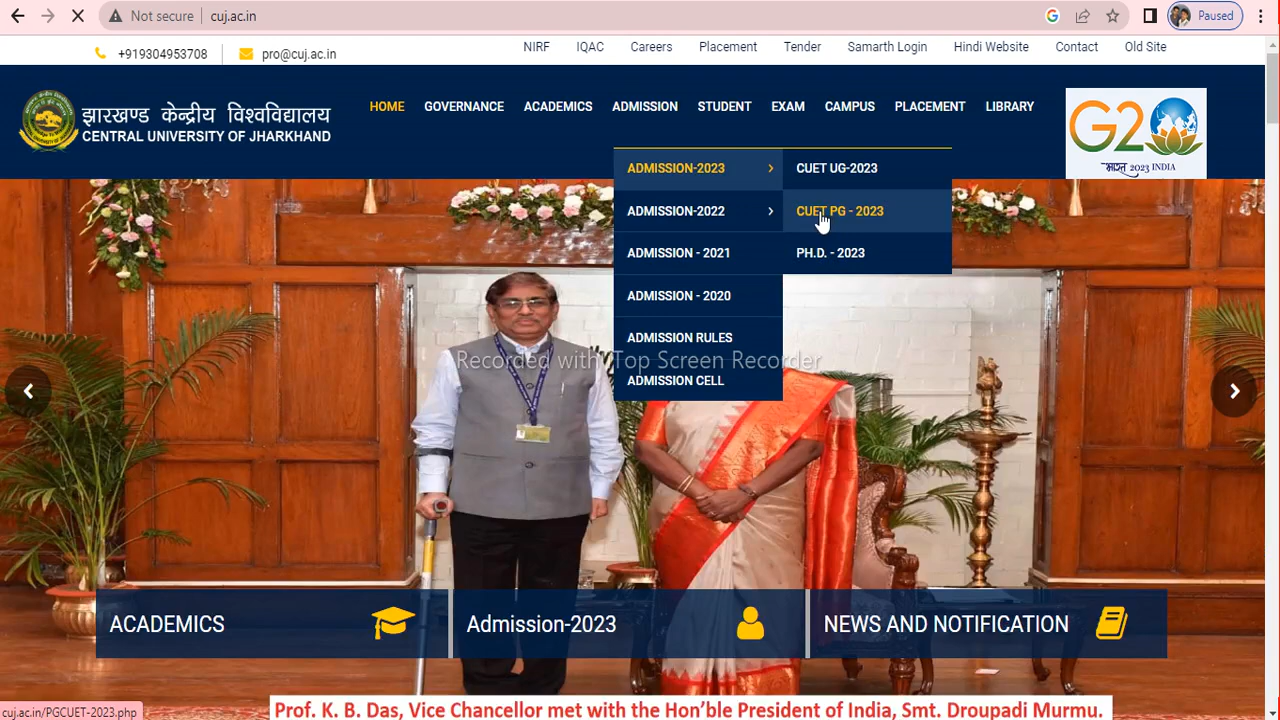 Not secure
cuj.ac.in
Paused
+919304953708
pro@cuj.ac.in
NIRF
IQAC
Careers
Placement
Tender
Samarth Login
Hindi Website
Contact
Old Site
झारखण्ड केन्द्रीय विश्वविद्यालय
CENTRAL UNIVERSITY OF JHARKHAND
HOME
GOVERNANCE
ACADEMICS
ADMISSION
STUDENT
EXAM
CAMPUS
PLACEMENT
LIBRARY
G20
भारत 2023 INDIA
ADMISSION-2023
ADMISSION-2022
ADMISSION - 2021
ADMISSION - 2020
ADMISSION RULES
ADMISSION CELL
CUET UG-2023
CUET PG - 2023
PH.D. - 2023
Recorded with Top Screen Recorder
ACADEMICS
Admission-2023
NEWS AND NOTIFICATION
Prof. K. B. Das, Vice Chancellor met with the Hon'ble President of India, Smt. Droupadi Murmu.
cuj.ac.in/PGCUET-2023.php